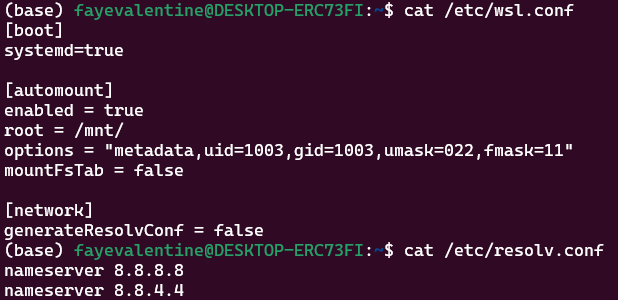 (base) fayevalentine@DESKTOP-ERC73FI:~$ cat /etc/wsl.conf
[boot]
systemd=true

[automount]
enabled = true
root = /mnt/
options = "metadata,uid=1003,gid=1003,umask=022,fmask=11"
mountFsTab = false

[network]
generateResolvConf = false
(base) fayevalentine@DESKTOP-ERC73FI:~$ cat /etc/resolv.conf
nameserver 8.8.8.8
nameserver 8.8.4.4